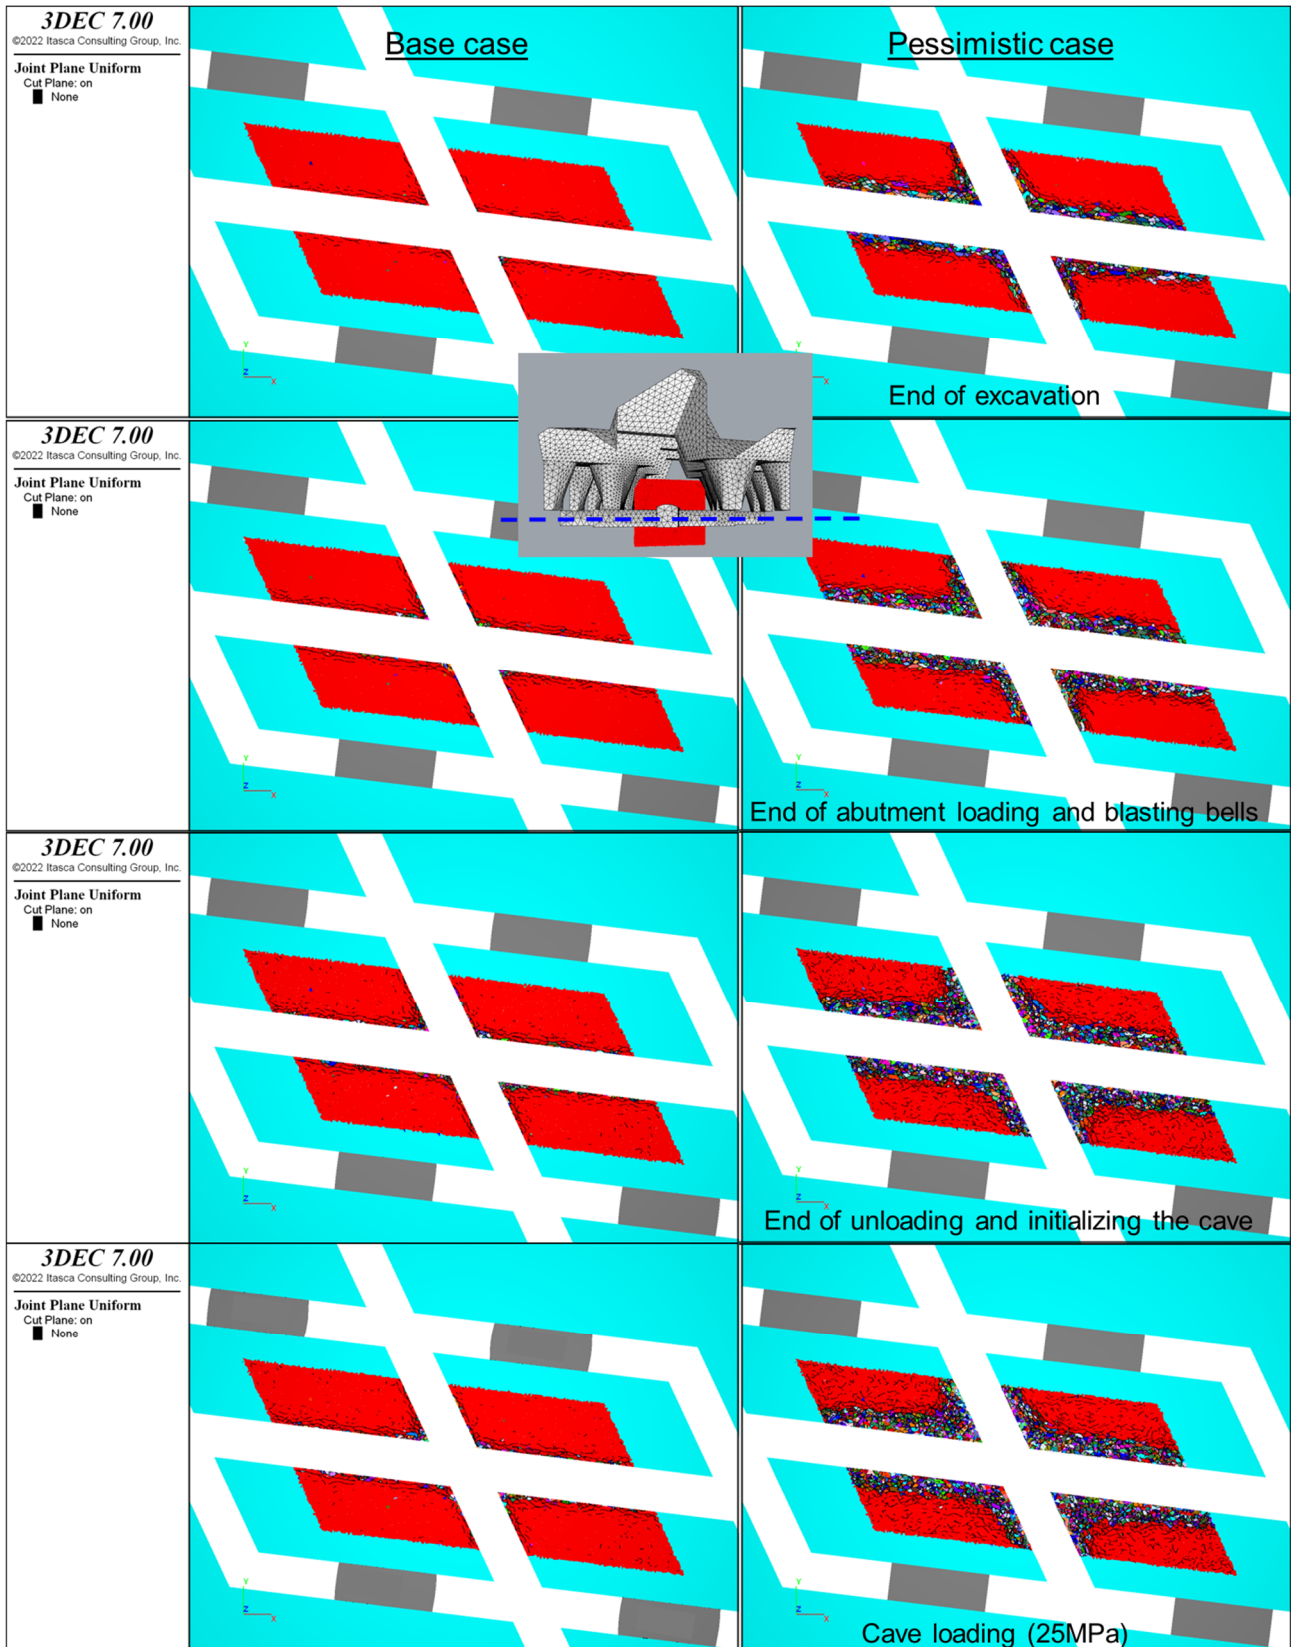 3DEC 7.00
©2022 Itasca Consulting Group, Inc.
Joint Plane Uniform
Cut Plane: on
None
Base case
Y
Z
X
Pessimistic case
Y
Z
X
End of excavation
3DEC 7.00
©2022 Itasca Consulting Group, Inc.
Joint Plane Uniform
Cut Plane: on
None
Y
Z
X
Y
Z
X
End of abutment loading and blasting bells
3DEC 7.00
©2022 Itasca Consulting Group, Inc.
Joint Plane Uniform
Cut Plane: on
None
Y
Z
X
Y
Z
X
End of unloading and initializing the cave
3DEC 7.00
©2022 Itasca Consulting Group, Inc.
Joint Plane Uniform
Cut Plane: on
None
Y
Z
X
Y
Z
X
Cave loading (25MPa)